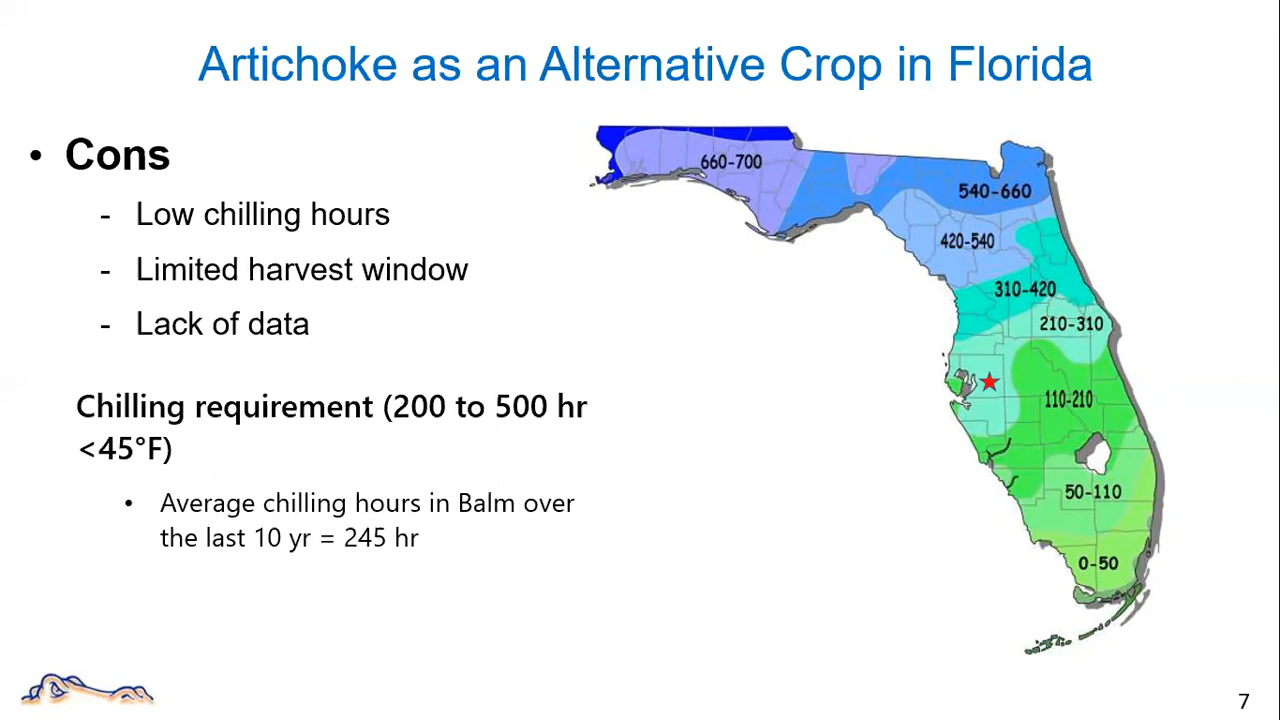 Artichoke as an Alternative Crop in Florida
• Cons
- Low chilling hours
- Limited harvest window
- Lack of data
Chilling requirement (200 to 500 hr
<45°F)
• Average chilling hours in Balm over
the last 10 yr = 245 hr
660-700
540-660
420-540
310-420
210-310
110-210
50-110
0-50
7